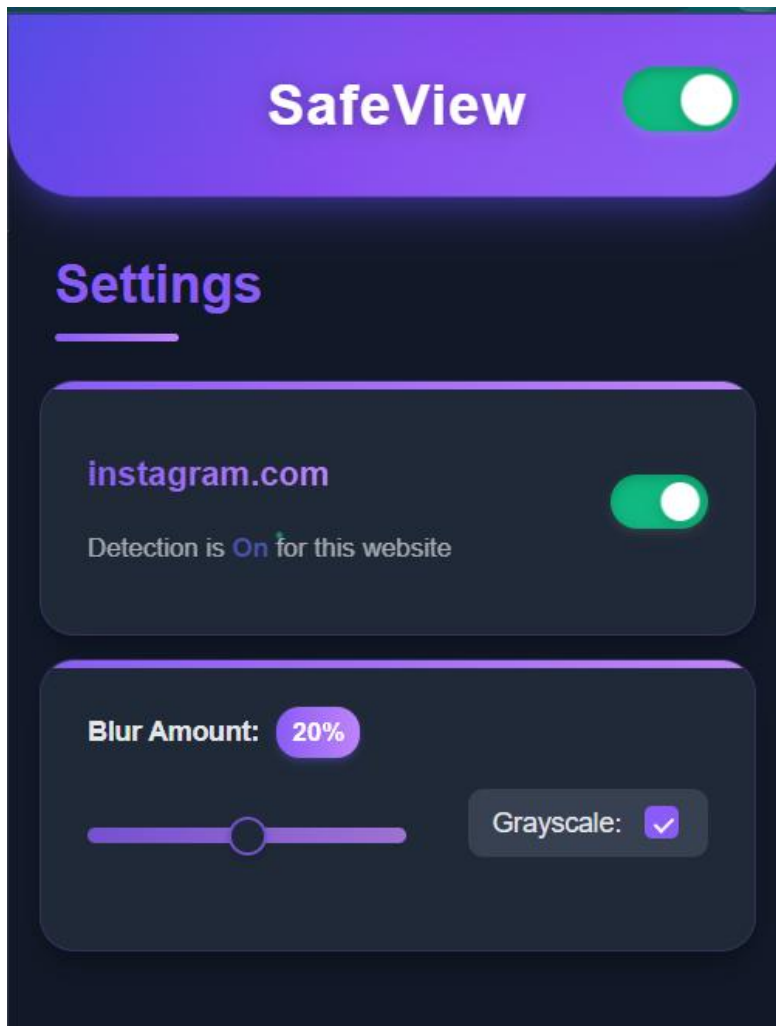 SafeView
Settings
instagram.com
Detection is On for this website
Blur Amount: 20%
Grayscale: